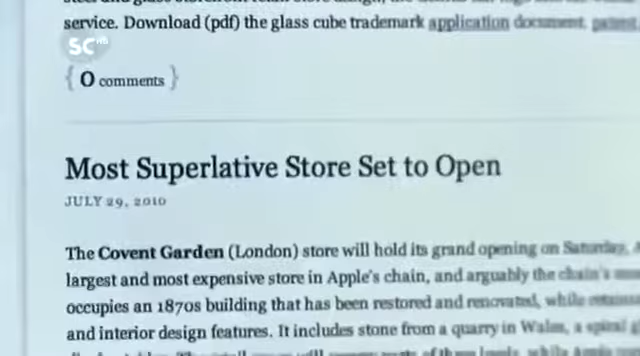 service. Download (pdf) the glass cube trademark application document,
SC
{ 0 comments }
Most Superlative Store Set to Open
JULY 29, 2010
The Covent Garden (London) store will hold its grand opening on Saturday,
largest and most expensive store in Apple's chain, and arguably the chain's
occupies an 1870s building that has been restored and renovated, while
and interior design features. It includes stone from a quarry in Wales, a spiral